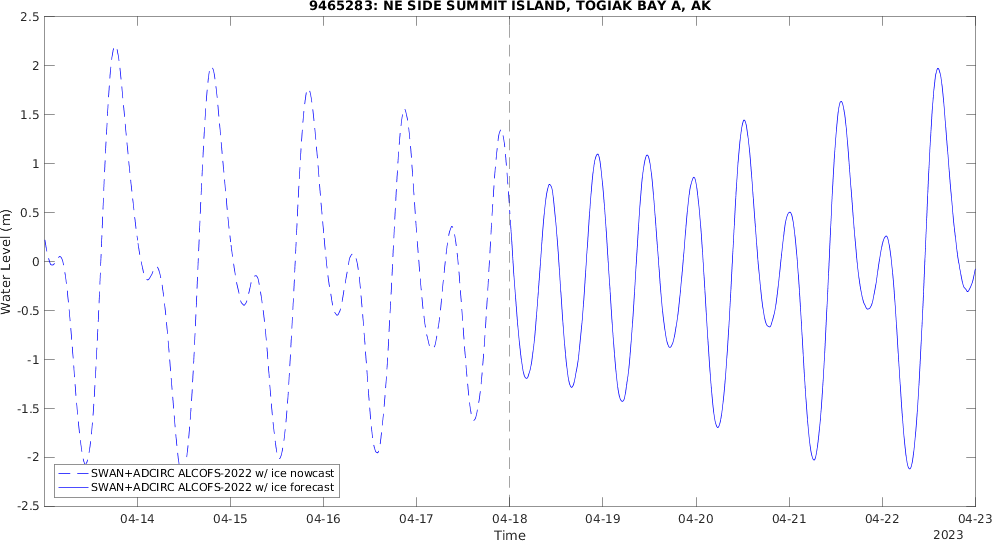 9465283: NE SIDE SUMMIT ISLAND, TOGIAK BAY A, AK
2.5
2
1.5
1
0.5
0
-0.5
-1
-1.5
-2
-2.5
Water Level (m)
SWAN+ADCIRC ALCOFS-2022 w/ ice nowcast
SWAN+ADCIRC ALCOFS-2022 w/ ice forecast
04-14 04-15 04-16 04-17 04-18 04-19 04-20 04-21 04-22 04-23
Time
2023